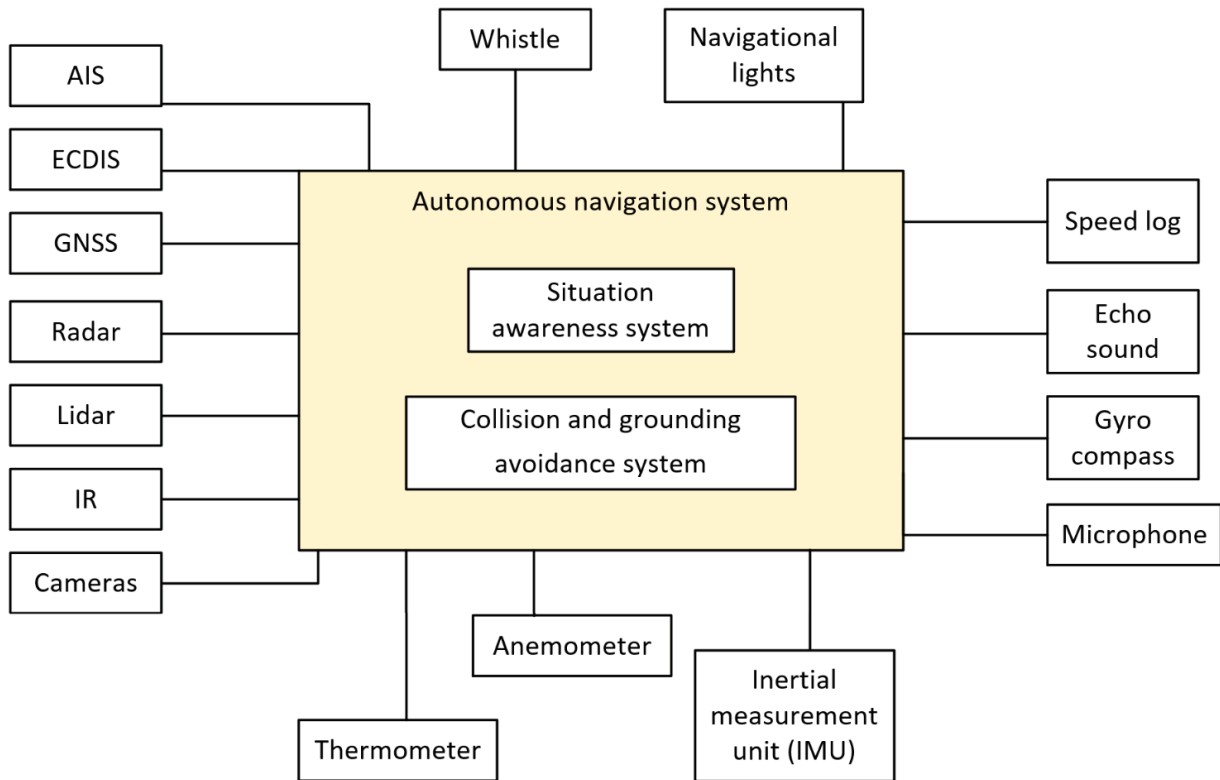 Whistle
Navigational
lights
AIS
ECDIS
GNSS
Radar
Lidar
IR
Cameras
Autonomous navigation system
Situation
awareness system
Collision and grounding
avoidance system
Speed log
Echo
sound
Gyro
compass
Microphone
Anemometer
Thermometer
Inertial
measurement
unit (IMU)